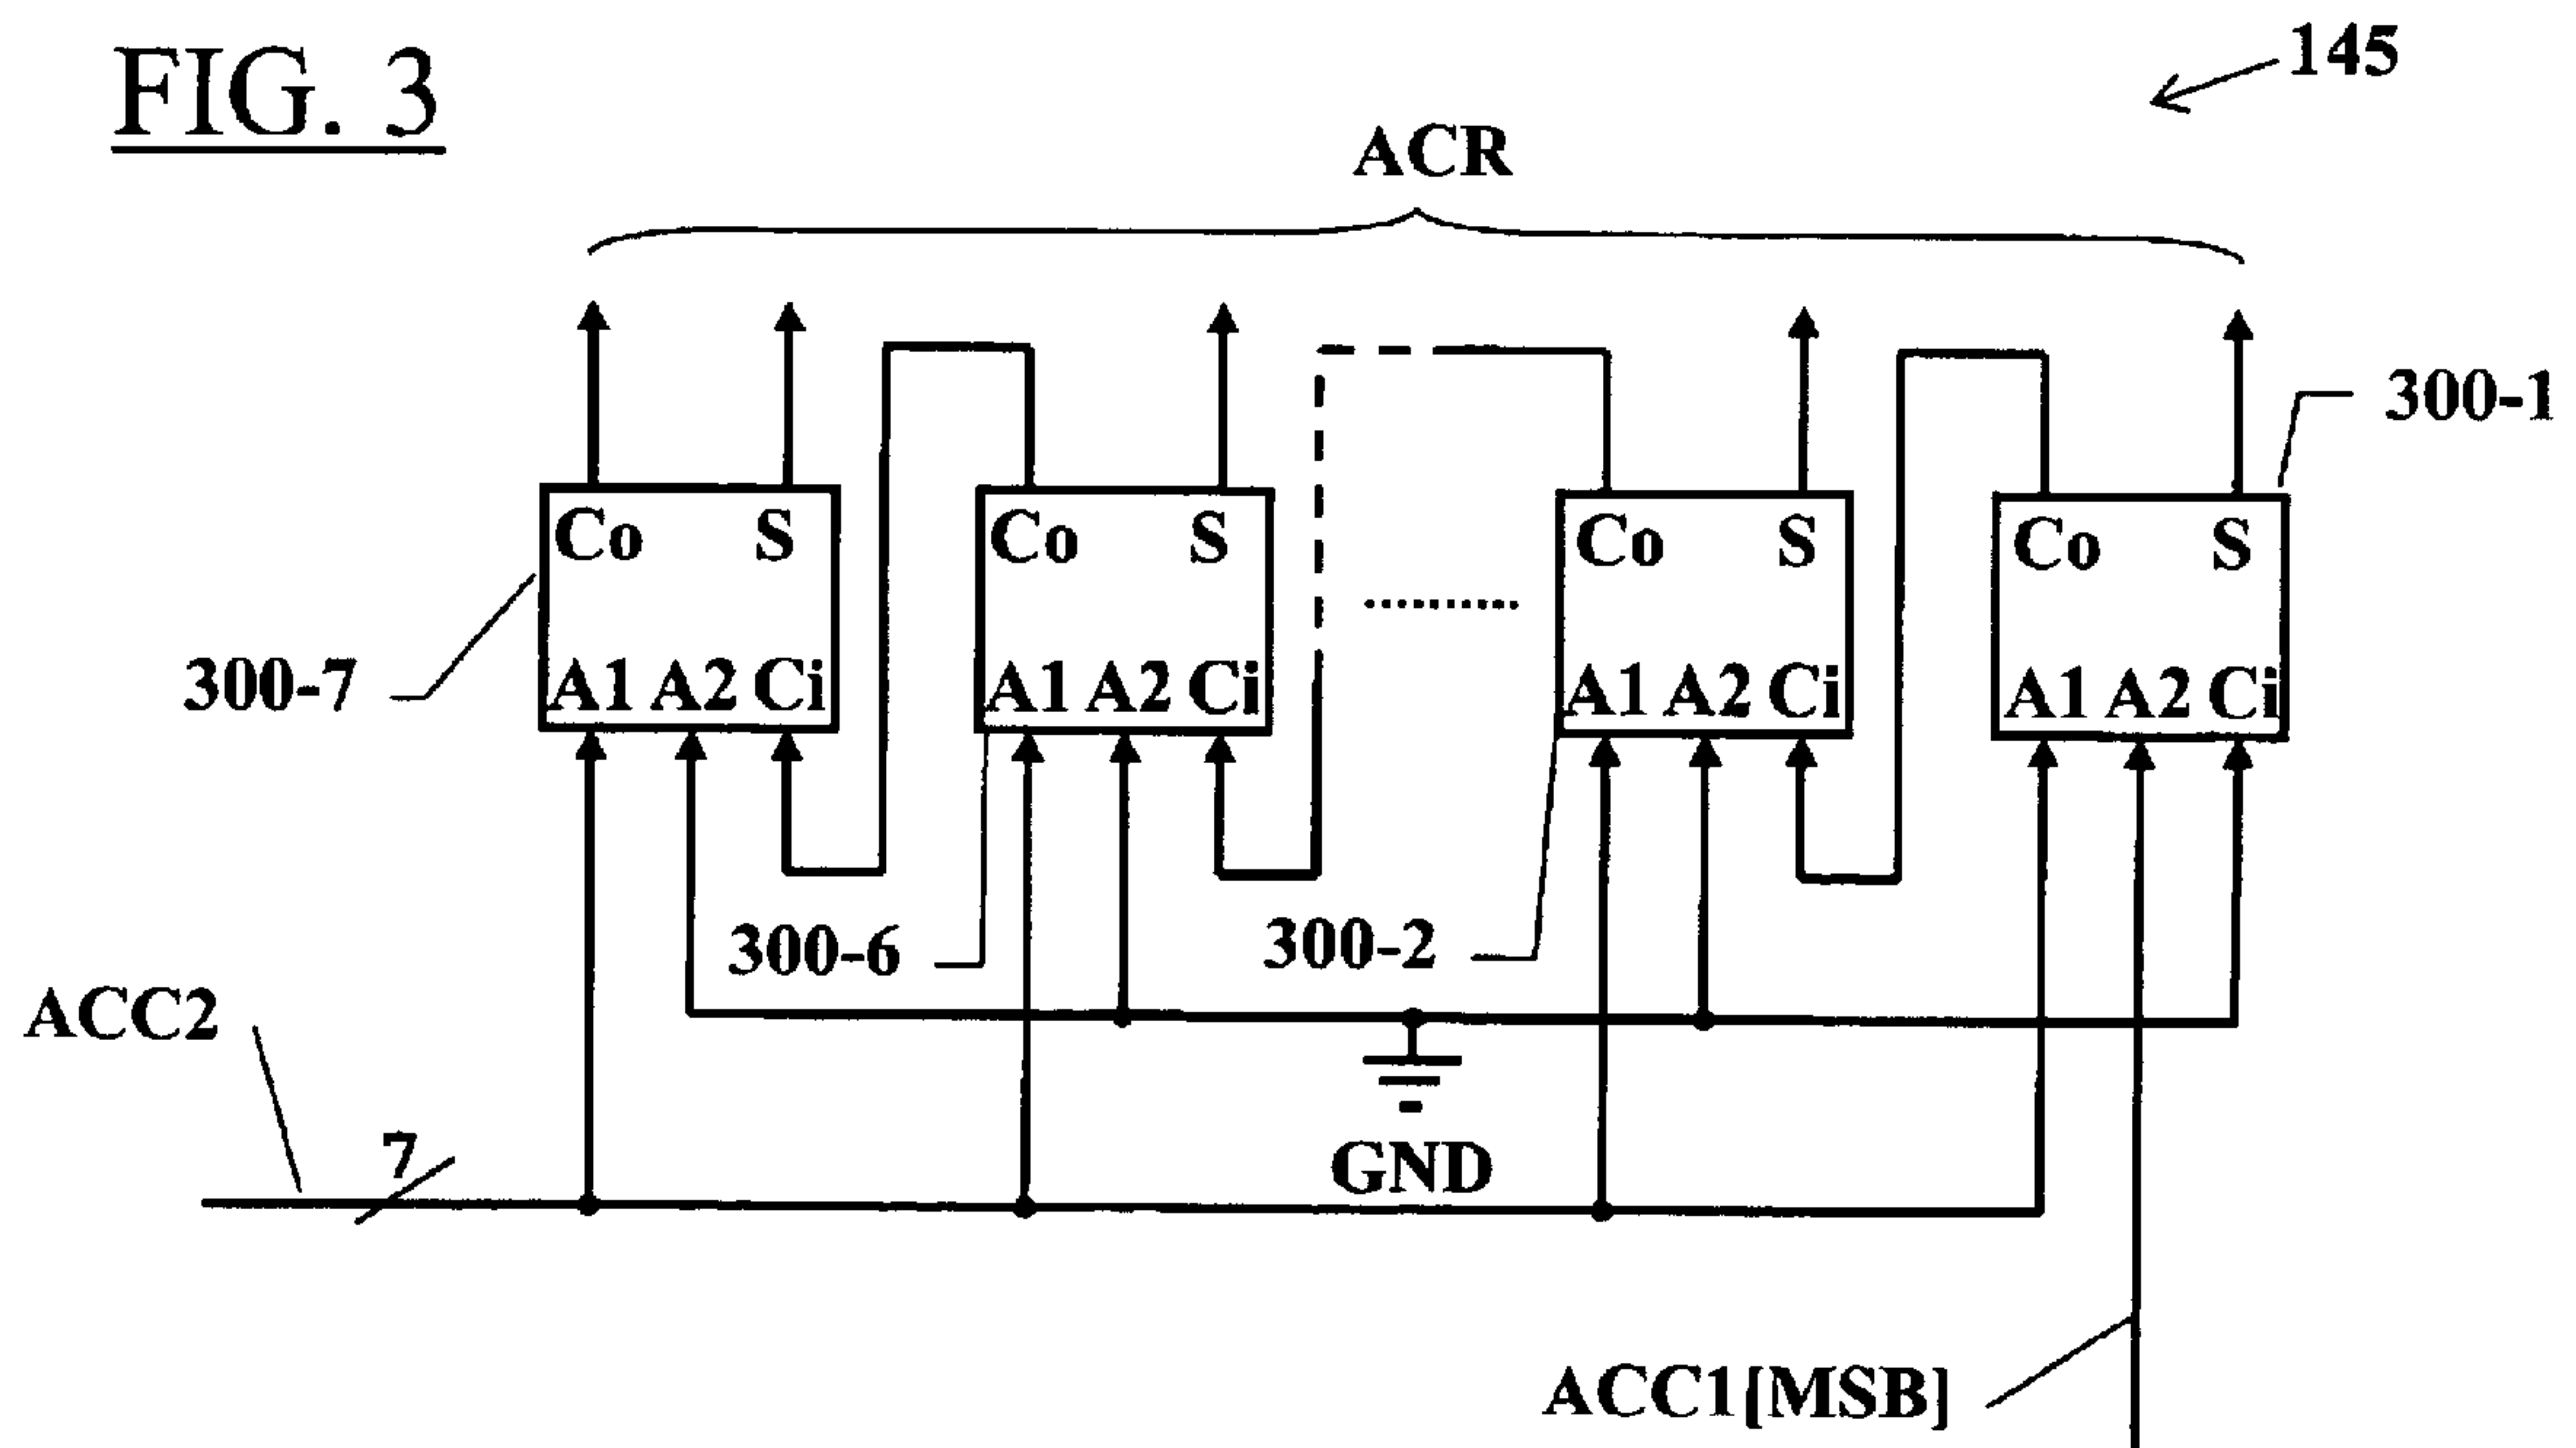 FIG. 3
145
ACR
300-1
Co S Co S Co S Co S
300-7
A1 A2 Ci A1 A2 Ci A1 A2 Ci A1 A2 Ci
300-6
300-2
ACC2
7
GND
ACC1[MSB]